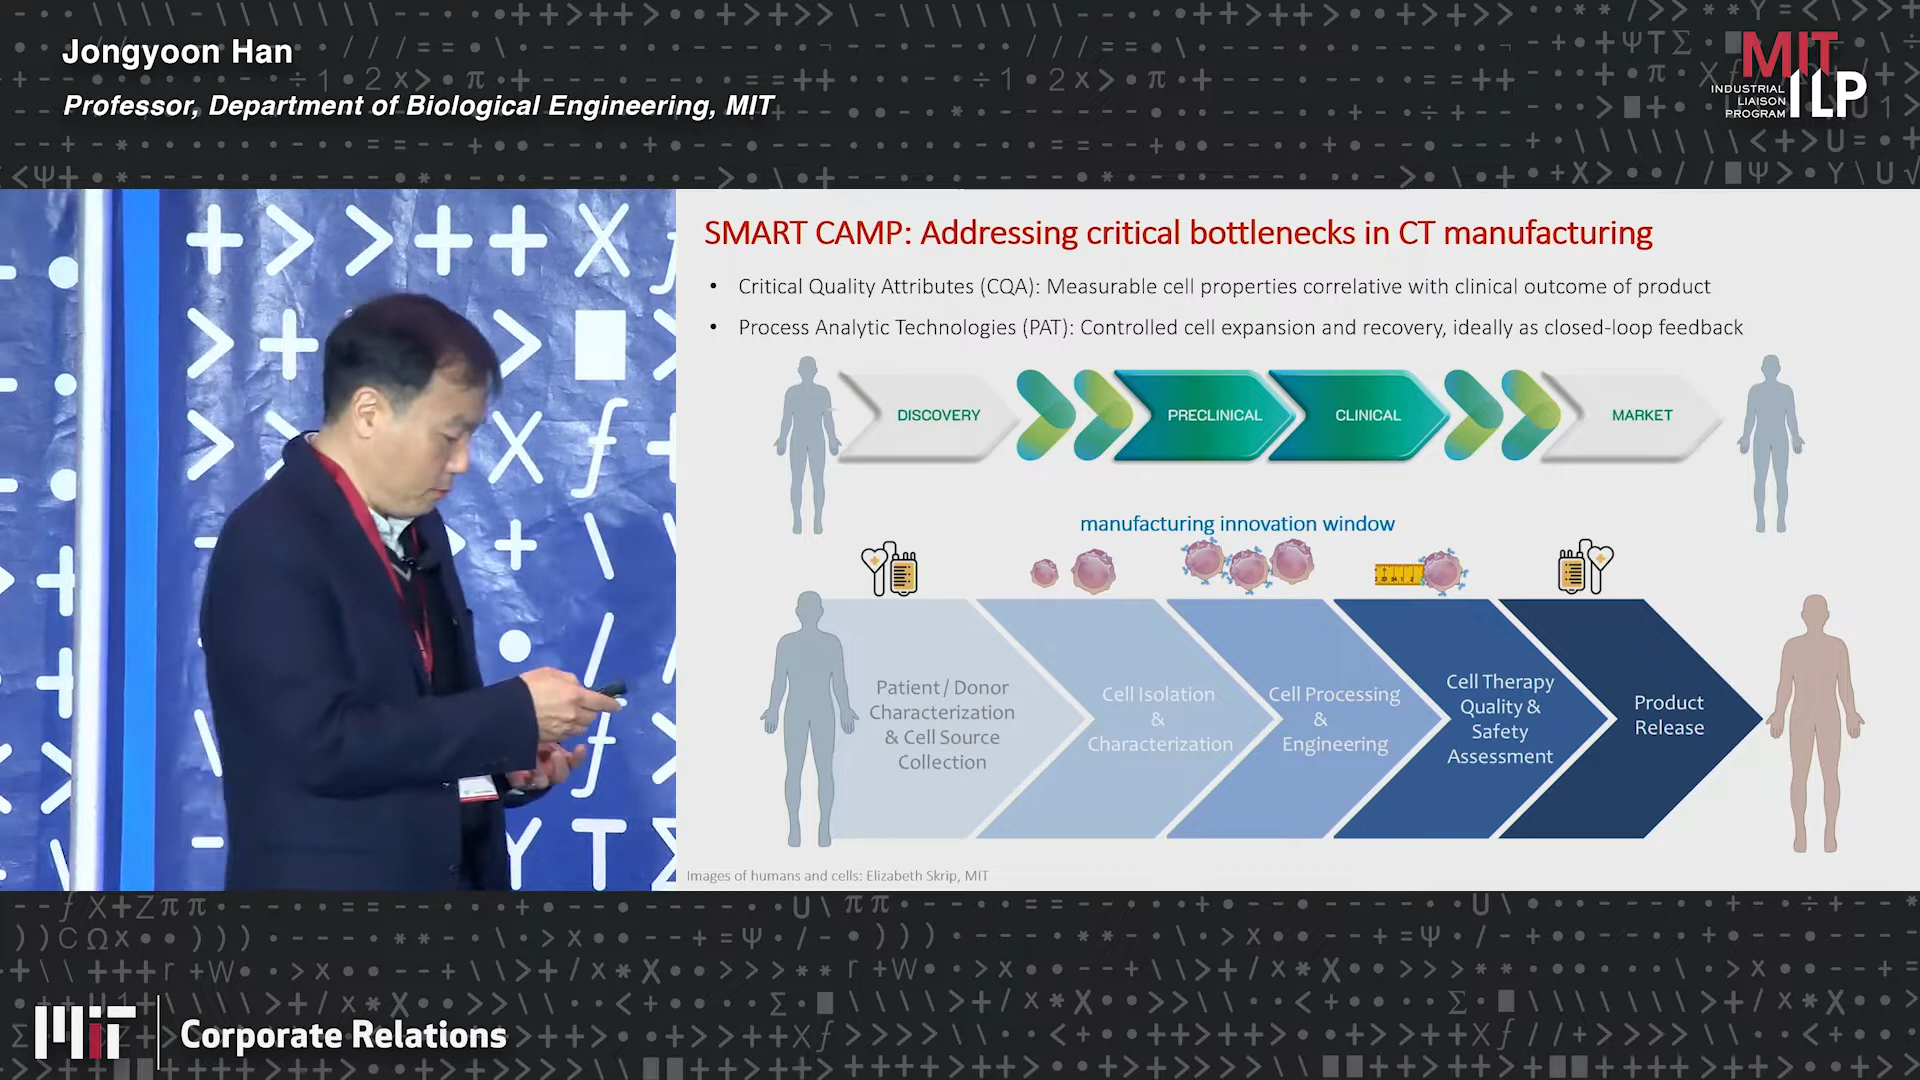 Jongyoon Han
Professor, Department of Biological Engineering, MIT
MIT
ILP
INDUSTRIAL
LIAISON
PROGRAM
SMART CAMP: Addressing critical bottlenecks in CT manufacturing
• Critical Quality Attributes (CQA): Measurable cell properties correlative with clinical outcome of product
• Process Analytic Technologies (PAT): Controlled cell expansion and recovery, ideally as closed-loop feedback
DISCOVERY
PRECLINICAL
CLINICAL
MARKET
manufacturing innovation window
Patient / Donor
Characterization
& Cell Source
Collection
Cell Isolation
&
Characterization
Cell Processing
&
Engineering
Cell Therapy
Quality &
Safety
Assessment
Product
Release
Images of humans and cells: Elizabeth Skrip, MIT
MIT
Corporate Relations